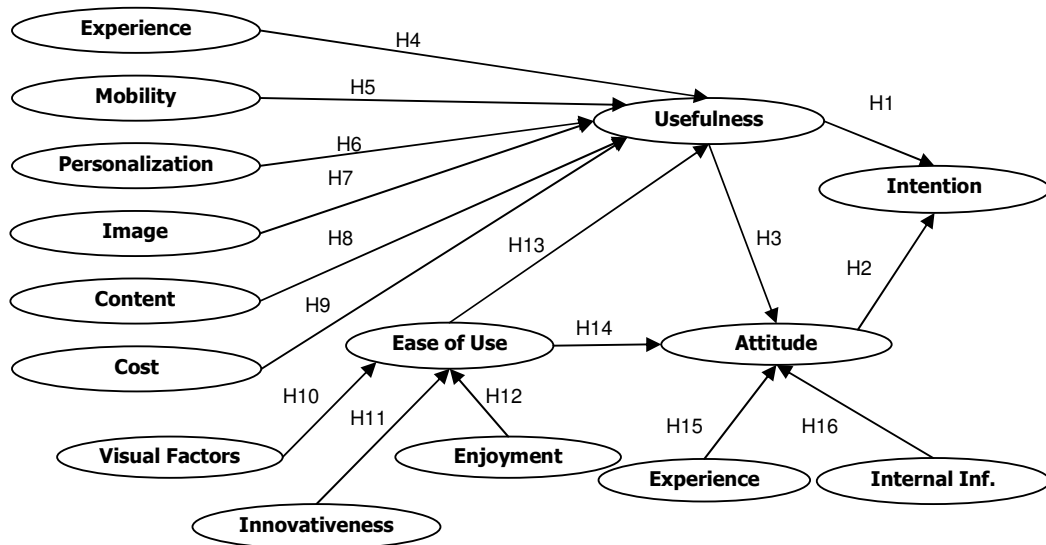 Experience
H4
Mobility
H5
Usefulness
H1
Personalization
H6
Intention
H7
Image
H8
H13
H3
H2
Content
H9
Ease of Use
H14
Attitude
Cost
H10
H11
H12
H15
H16
Visual Factors
Enjoyment
Experience
Internal Inf.
Innovativeness